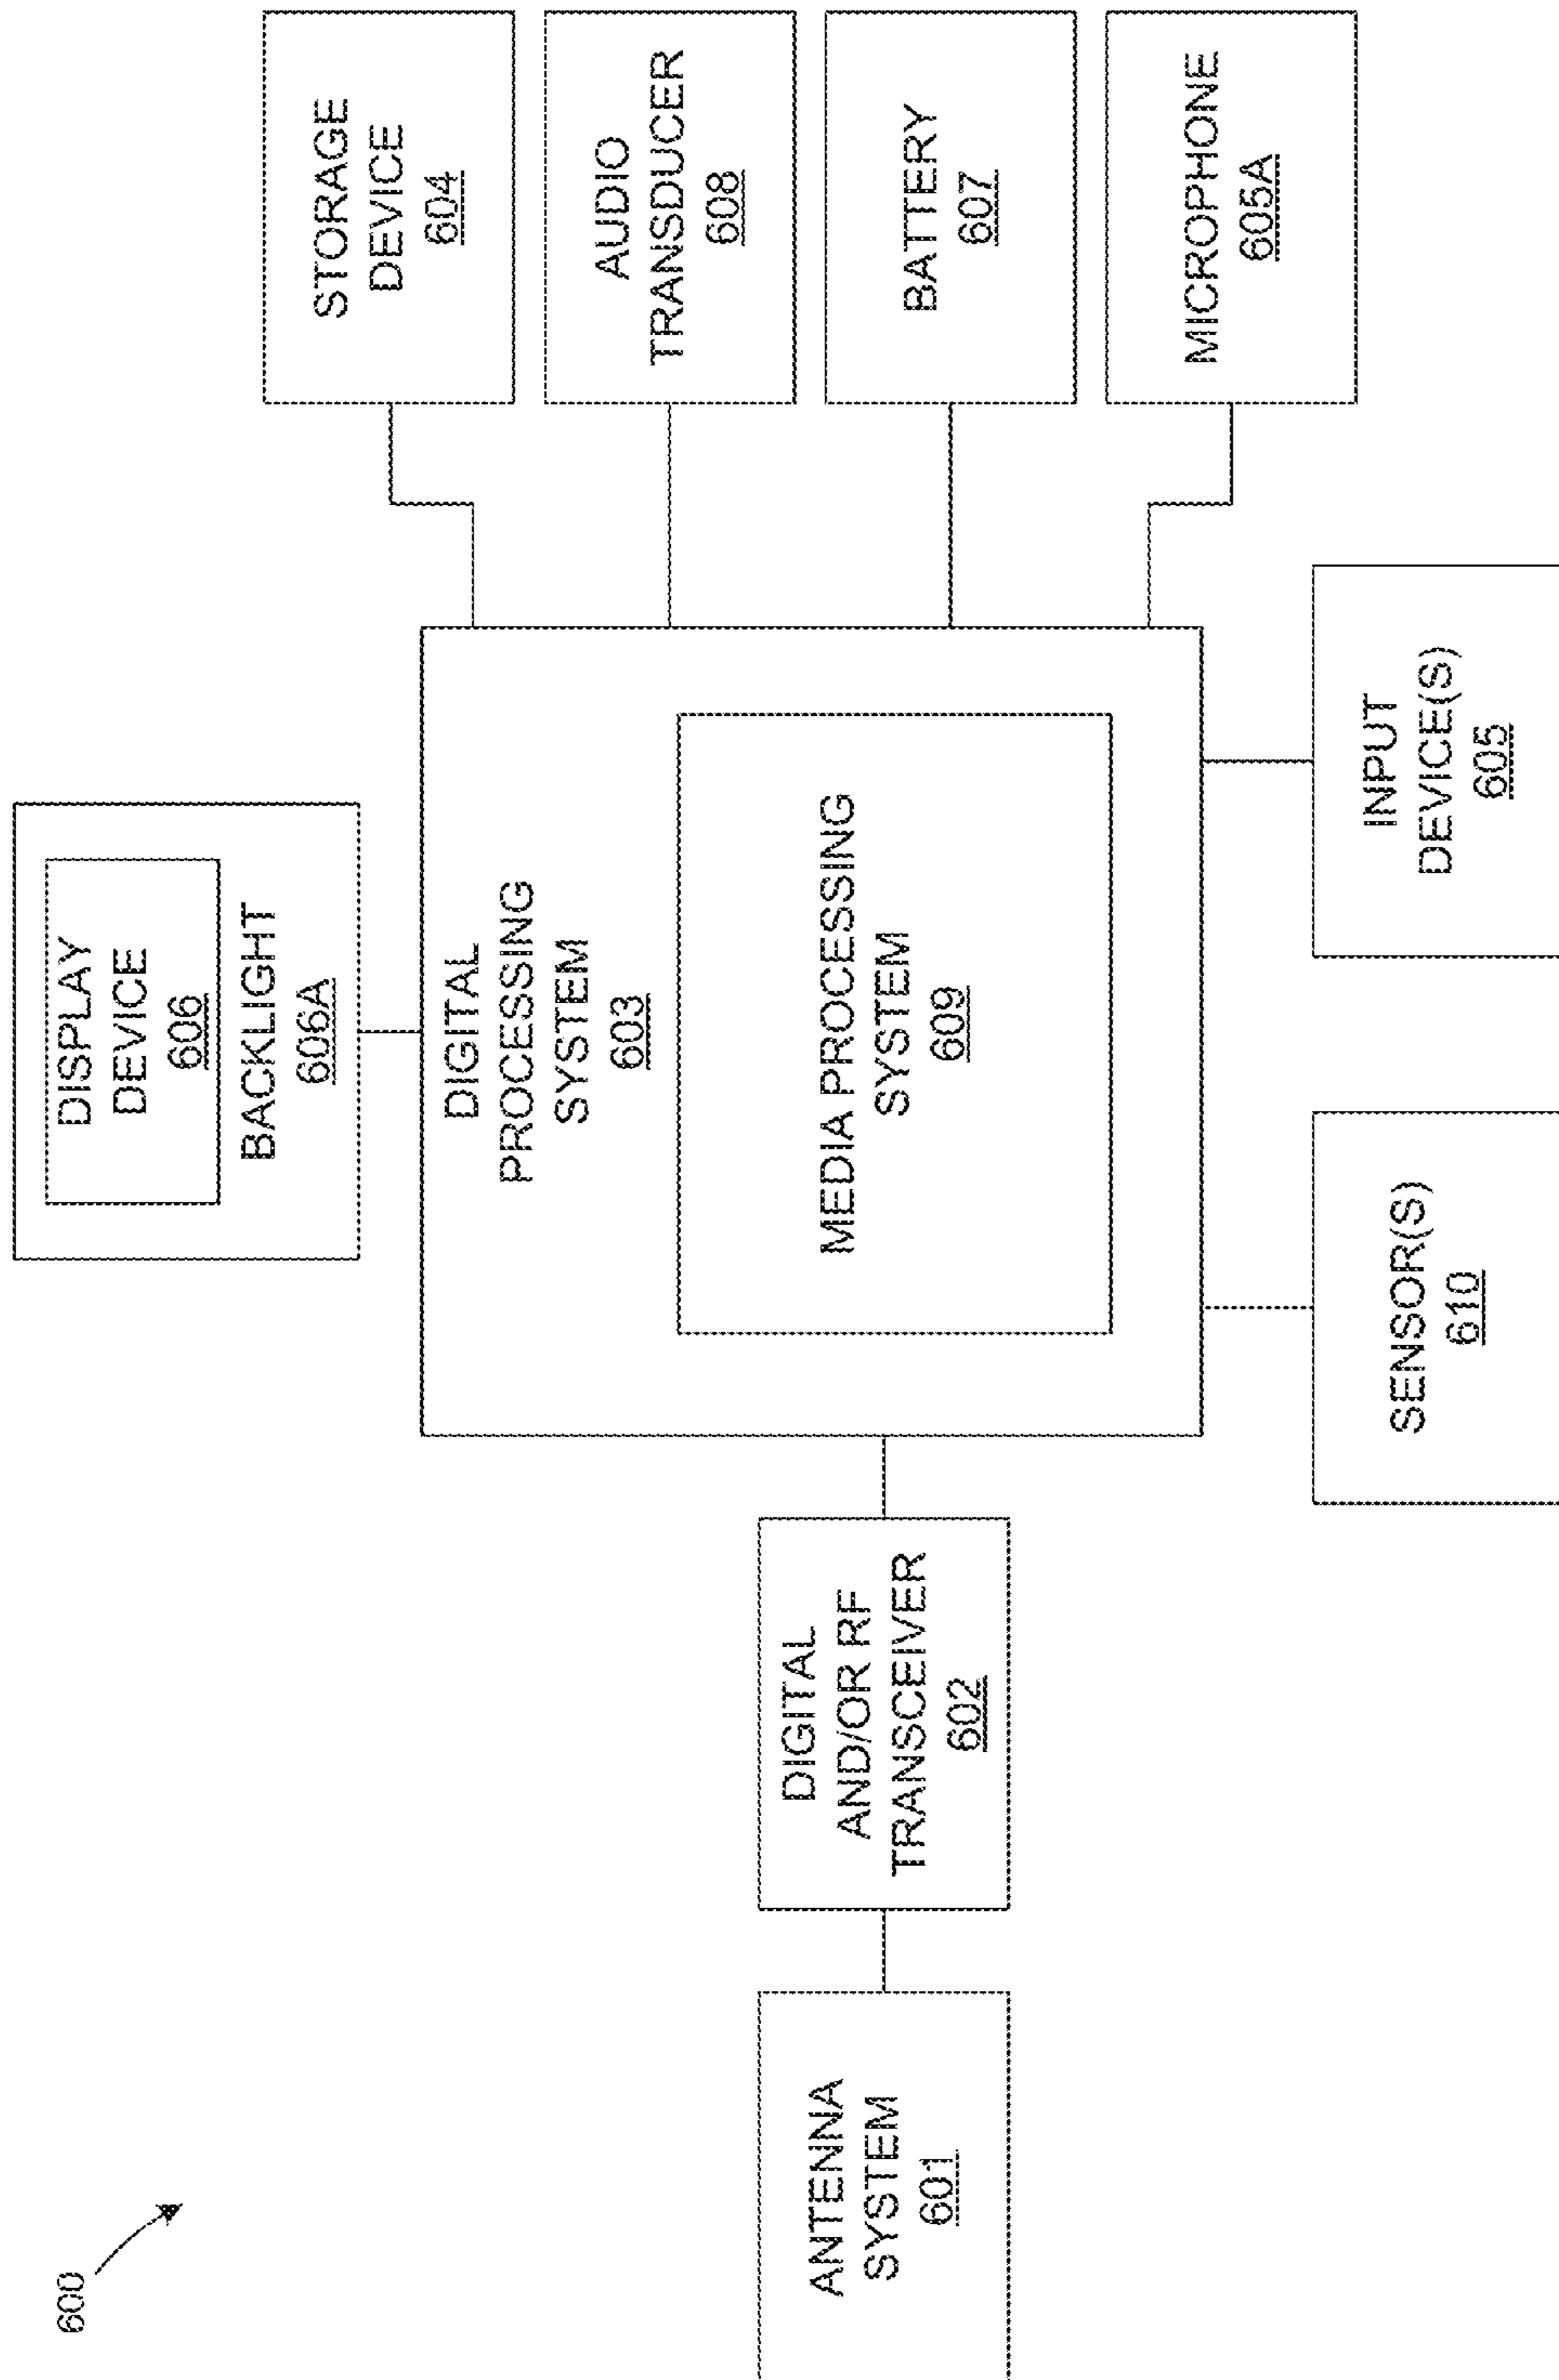 600
DISPLAY
DEVICE
606
BACKLIGHT
606A
STORAGE
DEVICE
604
DIGITAL
PROCESSING
SYSTEM
603
AUDIO
TRANSDUCER
608
MEDIA PROCESSING
SYSTEM
609
ANTENNA
SYSTEM
601
DIGITAL
AND/OR RF
TRANSCEIVER
602
BATTERY
607
MICROPHONE
605A
SENSOR(S)
610
INPUT
DEVICE(S)
605